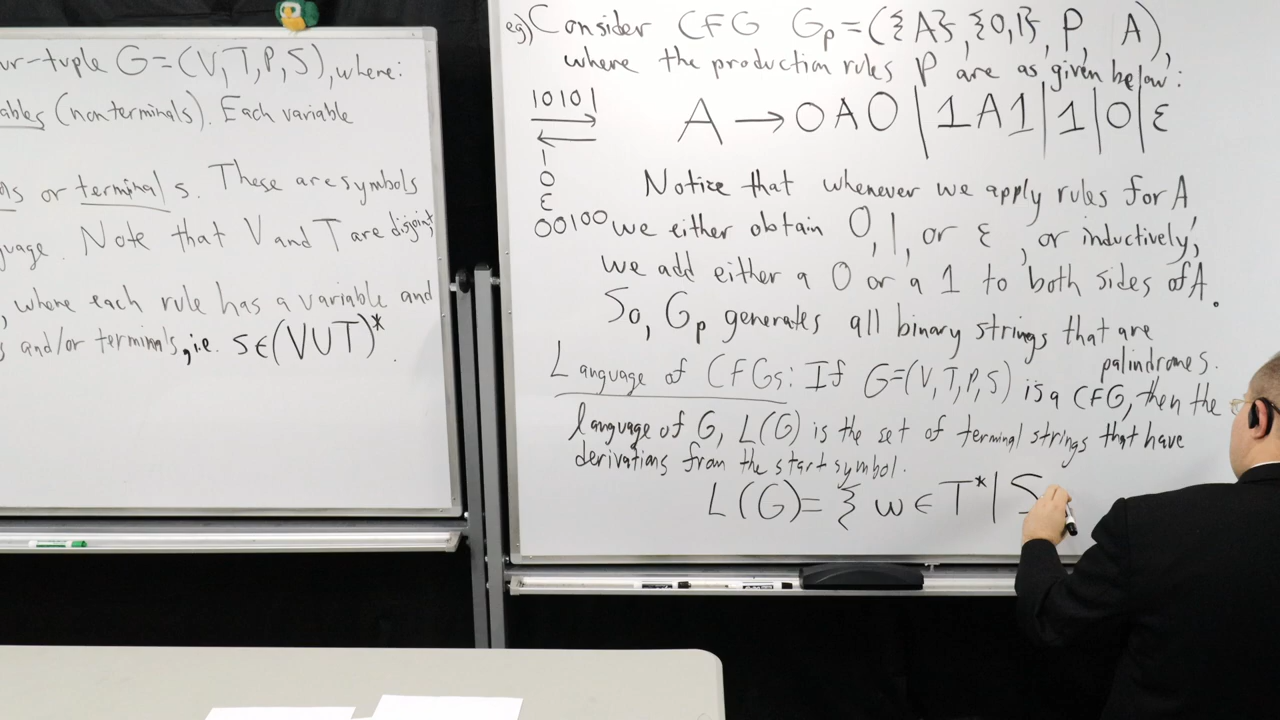 ur-tuple G=(V,T,P,S), where:
ables (nonterminals). Each variable
ls or terminals. These are symbols
guage. Note that V and T are disjoint
, where each rule has a variable and
s and/or terminals, i.e. S∈(VUT)*.
eg) Consider CFG Gp=({A},{0,1}, P, A),
where the production rules P are as given below:
A → 0A0 | 1A1 | 1 | 0 | ε
10101
1
0
ε
00100
Notice that whenever we apply rules for A,
we either obtain 0, 1, or ε, or inductively,
we add either a 0 or a 1 to both sides of A.
So, Gp generates all binary strings that are
palindromes.
Language of CFGs: If G=(V,T,P,S) is a CFG, then the
language of G, L(G) is the set of terminal strings that have
derivations from the start symbol.
L(G)= { w ∈ T* | S